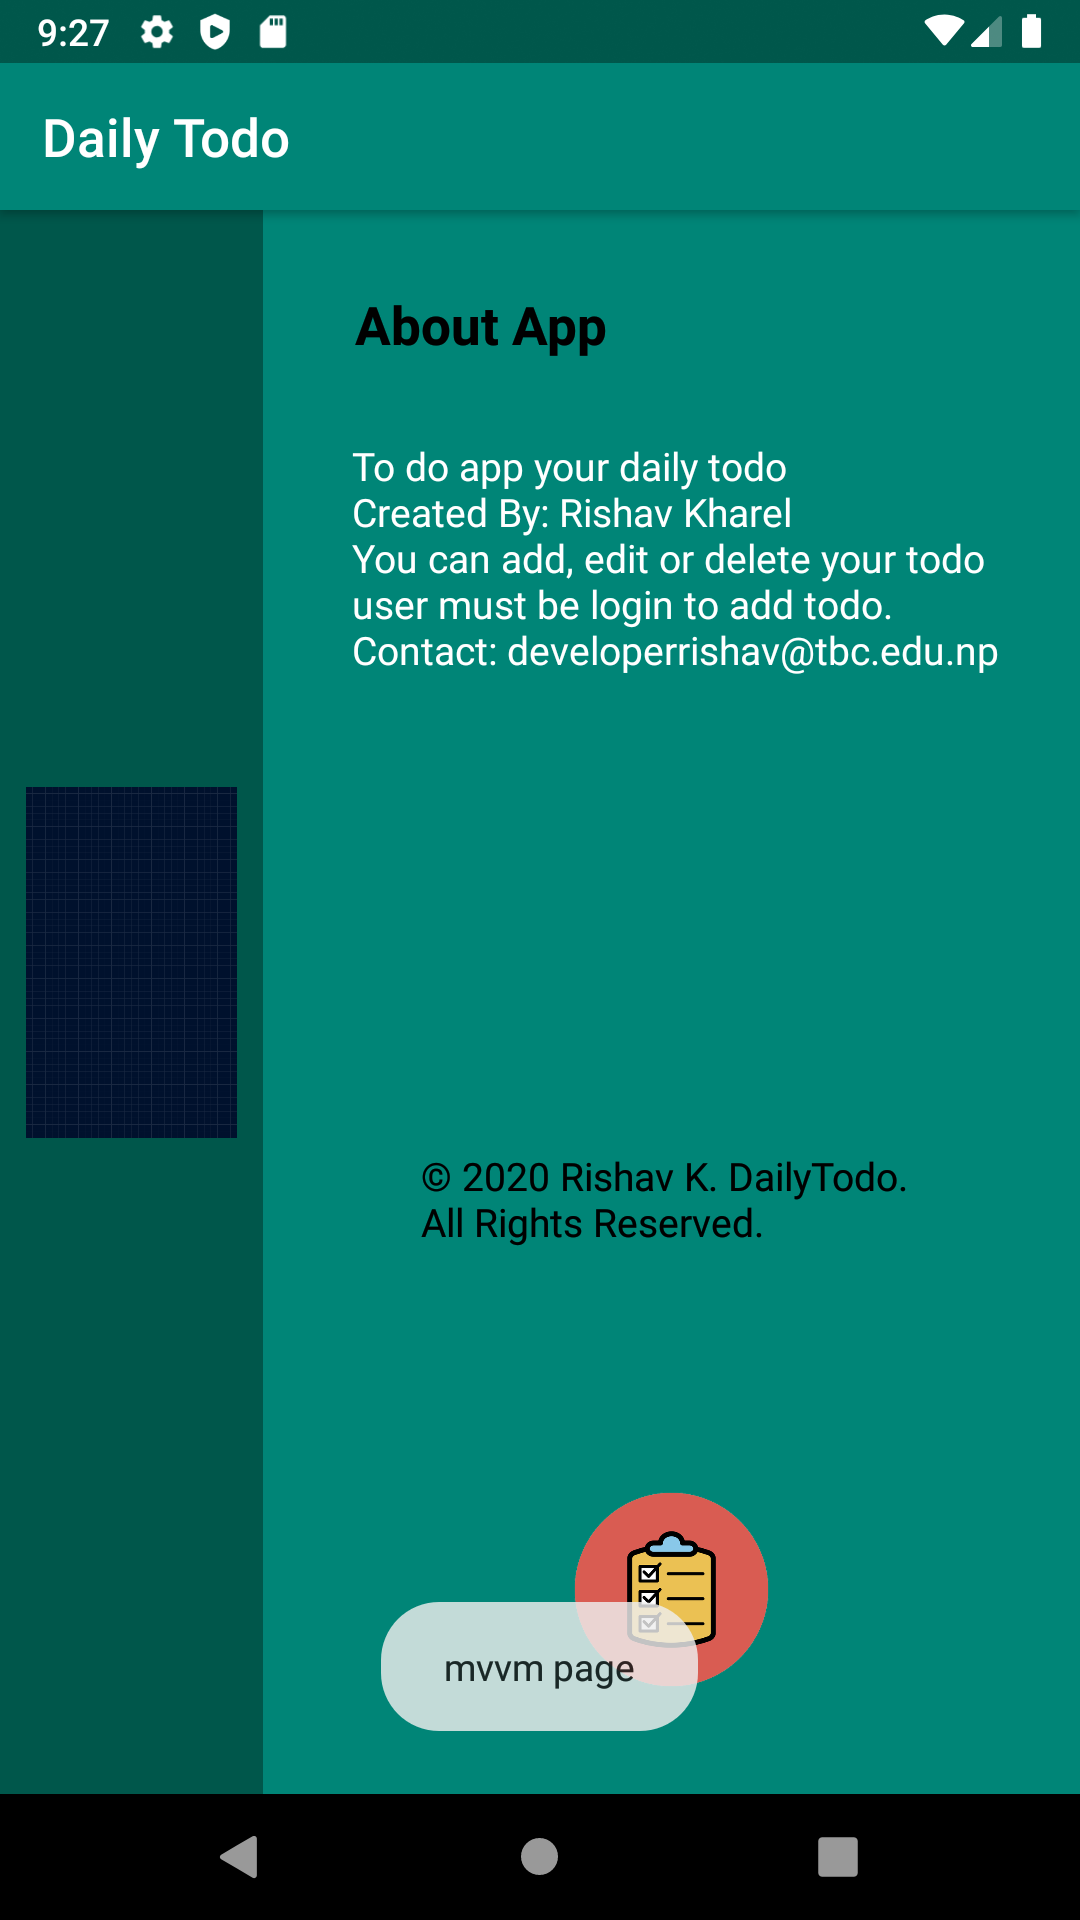 9:27
Daily Todo
About App
To do app your daily todo
Created By: Rishav Kharel
You can add, edit or delete your todo
user must be login to add todo.
Contact: developerrishav@tbc.edu.np
© 2020 Rishav K. DailyTodo.
All Rights Reserved.
mvvm page